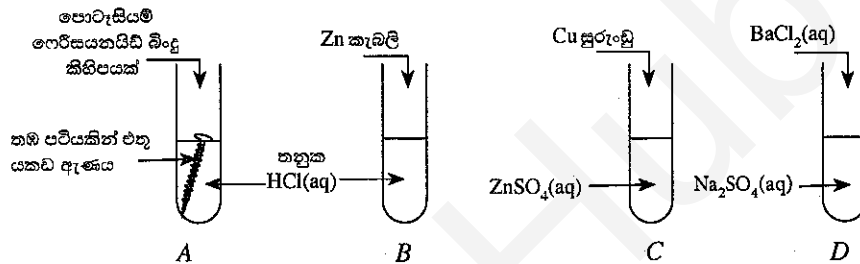 පොටෑසියම්
ෆෙරිසයනයිඩ් බිංදු
කිහිපයක්
Zn කැබලි
Cu සුරුංඩු
BaCl₂(aq)
තඹ පටියකින් එතූ
යකඩ ඇණය
තනුක
HCl(aq)
ZnSO₄(aq)
Na₂SO₄(aq)
A
B
C
D